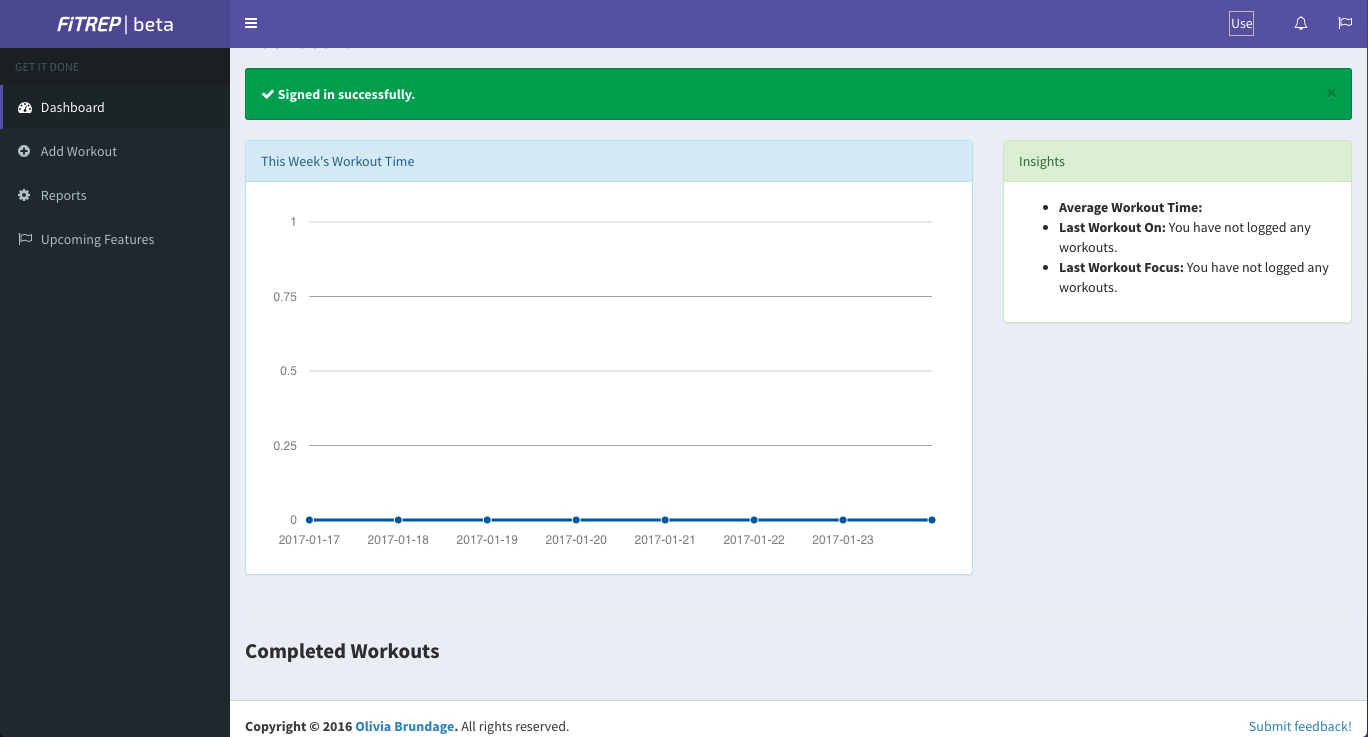 FiTREP | beta
Use
GET IT DONE
Dashboard
Add Workout
Reports
Upcoming Features
Signed in successfully.
×
This Week's Workout Time
1
0.75
0.5
0.25
0
2017-01-17 2017-01-18 2017-01-19 2017-01-20 2017-01-21 2017-01-22 2017-01-23
Insights
Average Workout Time:
Last Workout On: You have not logged any
workouts.
Last Workout Focus: You have not logged any
workouts.
Completed Workouts
Copyright © 2016 Olivia Brundage. All rights reserved.
Submit feedback!